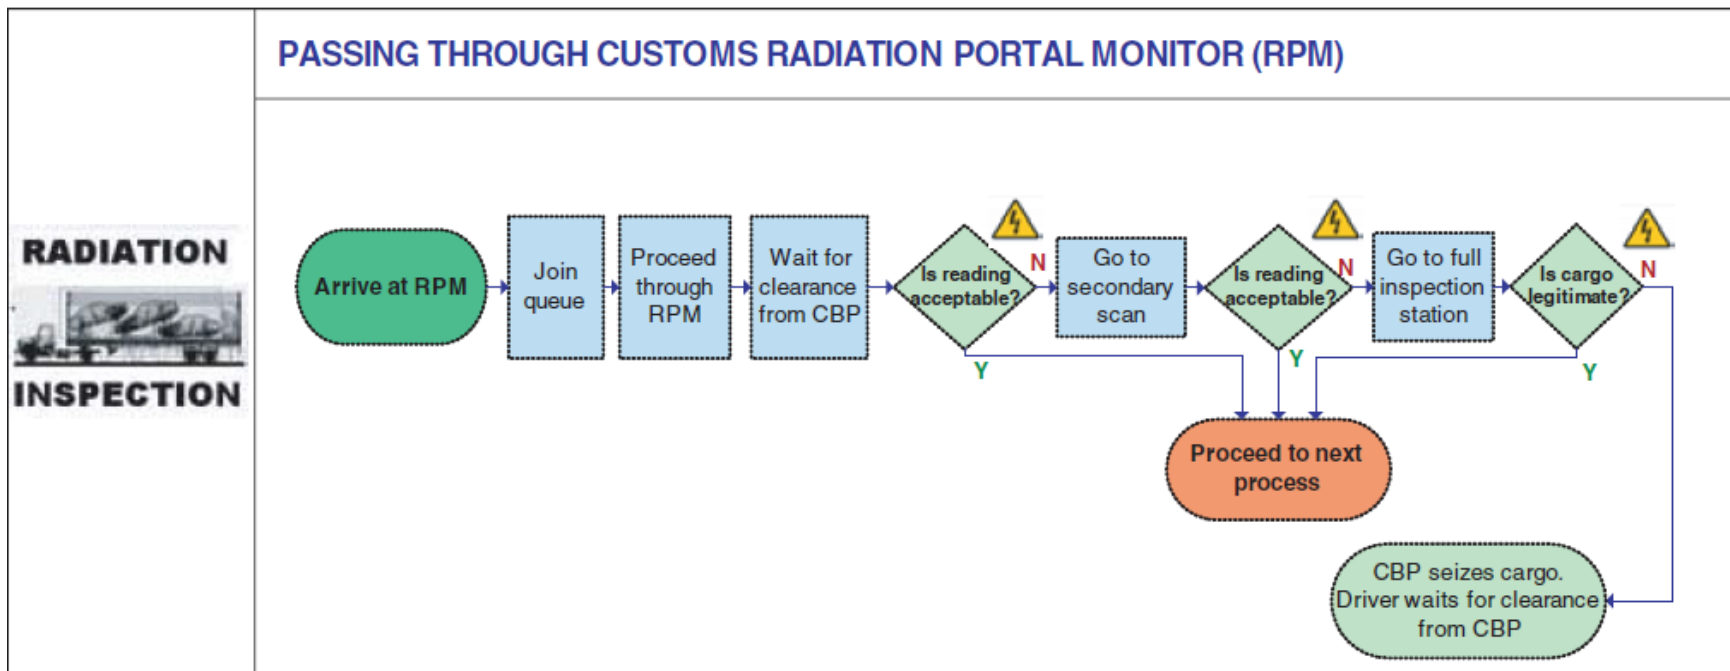 PASSING THROUGH CUSTOMS RADIATION PORTAL MONITOR (RPM)
RADIATION
INSPECTION
Arrive at RPM
Join
queue
Proceed
through
RPM
Wait for
clearance
from CBP
Is reading
acceptable?
N
Y
Go to
secondary
scan
Is reading
acceptable?
N
Y
Go to full
inspection
station
Is cargo
legitimate?
N
Y
Proceed to next
process
CBP seizes cargo.
Driver waits for clearance
from CBP